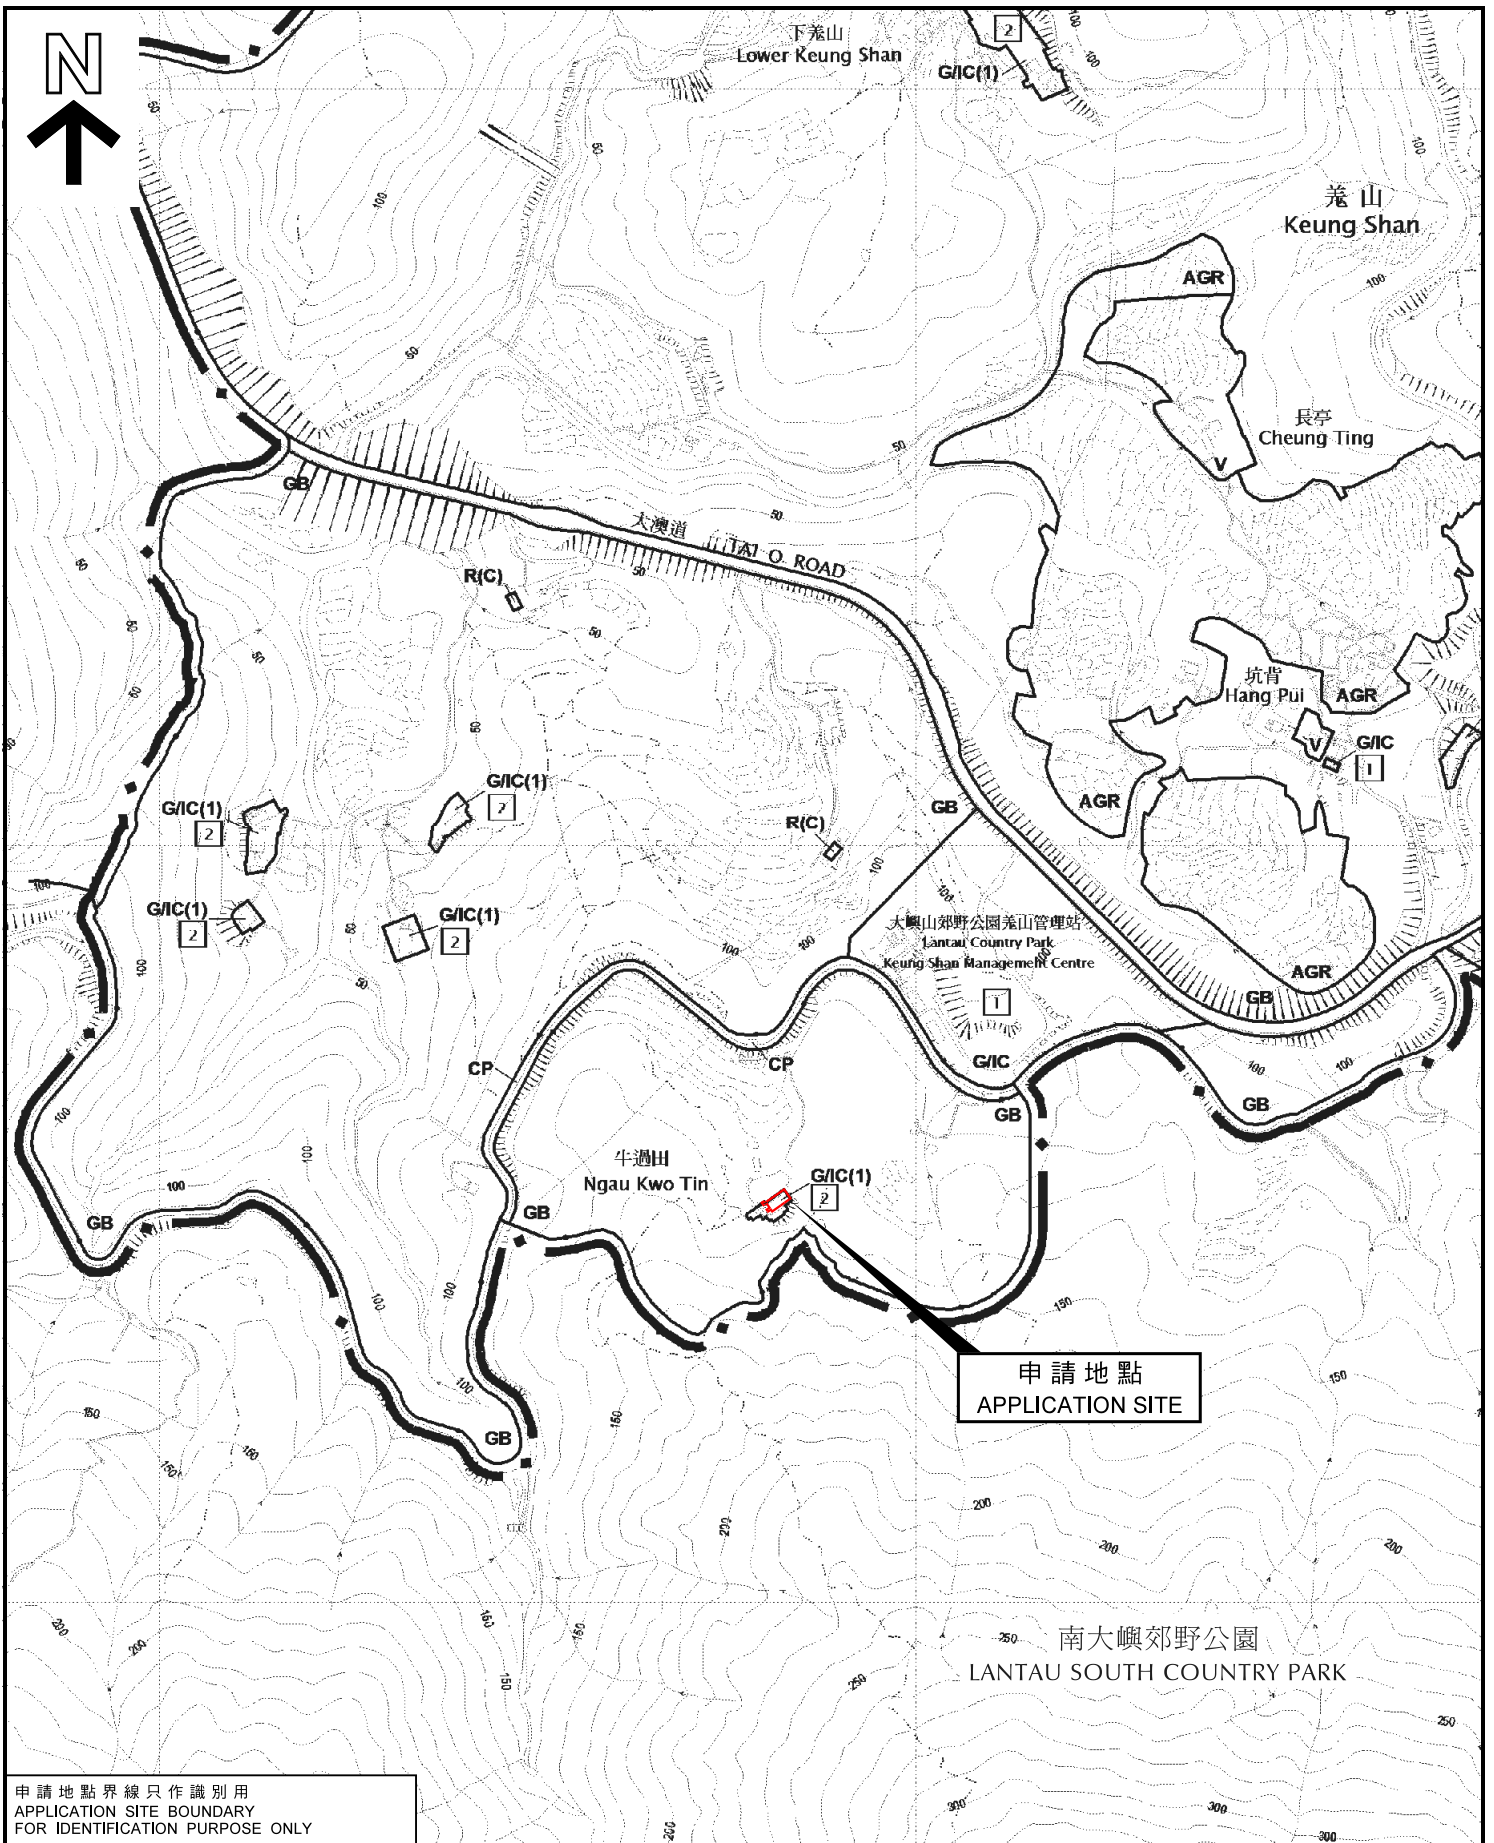 N
下羗山
Lower Keung Shan
2
G/IC(1)
羗山
Keung Shan
AGR
長亭
Cheung Ting
V
GB
大澳道 TAI O ROAD
R(C)
坑背
Hang Pui
AGR
V
G/IC
1
G/IC(1)
2
G/IC(1)
2
R(C)
GB
AGR
G/IC(1)
2
G/IC(1)
2
大嶼山郊野公園羗山管理站
Lantau Country Park
Keung Shan Management Centre
1
AGR
GB
CP
CP
G/IC
GB
GB
牛過田
Ngau Kwo Tin
G/IC(1)
2
GB
GB
申請地點
APPLICATION SITE
GB
南大嶼郊野公園
LANTAU SOUTH COUNTRY PARK
申請地點界線只作識別用
APPLICATION SITE BOUNDARY
FOR IDENTIFICATION PURPOSE ONLY